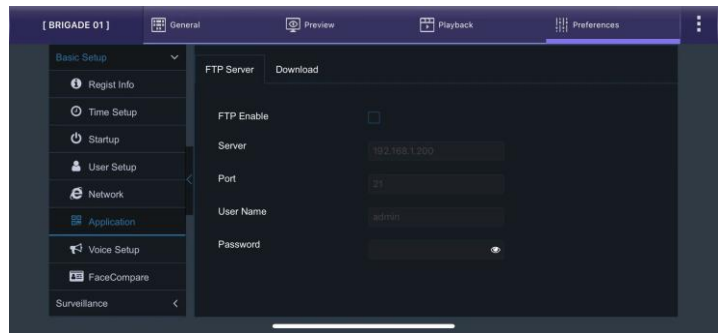 [ BRIGADE 01 ] General Preview Playback Preferences
Basic Setup
Regist Info
Time Setup
Startup
User Setup
Network
Application
Voice Setup
FaceCompare
Surveillance
FTP Server Download
FTP Enable
Server 192.168.1.200
Port 21
User Name admin
Password